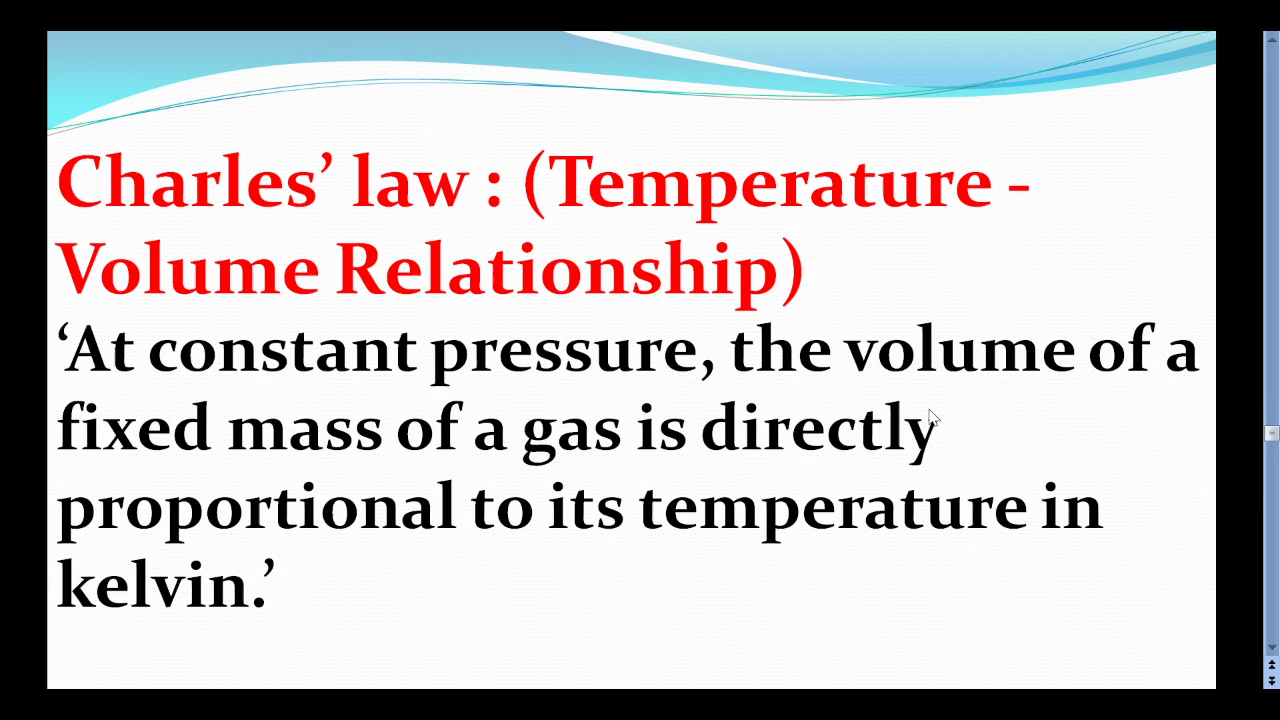 Charles’ law : (Temperature -
Volume Relationship)
‘At constant pressure, the volume of a
fixed mass of a gas is directly
proportional to its temperature in
kelvin.’